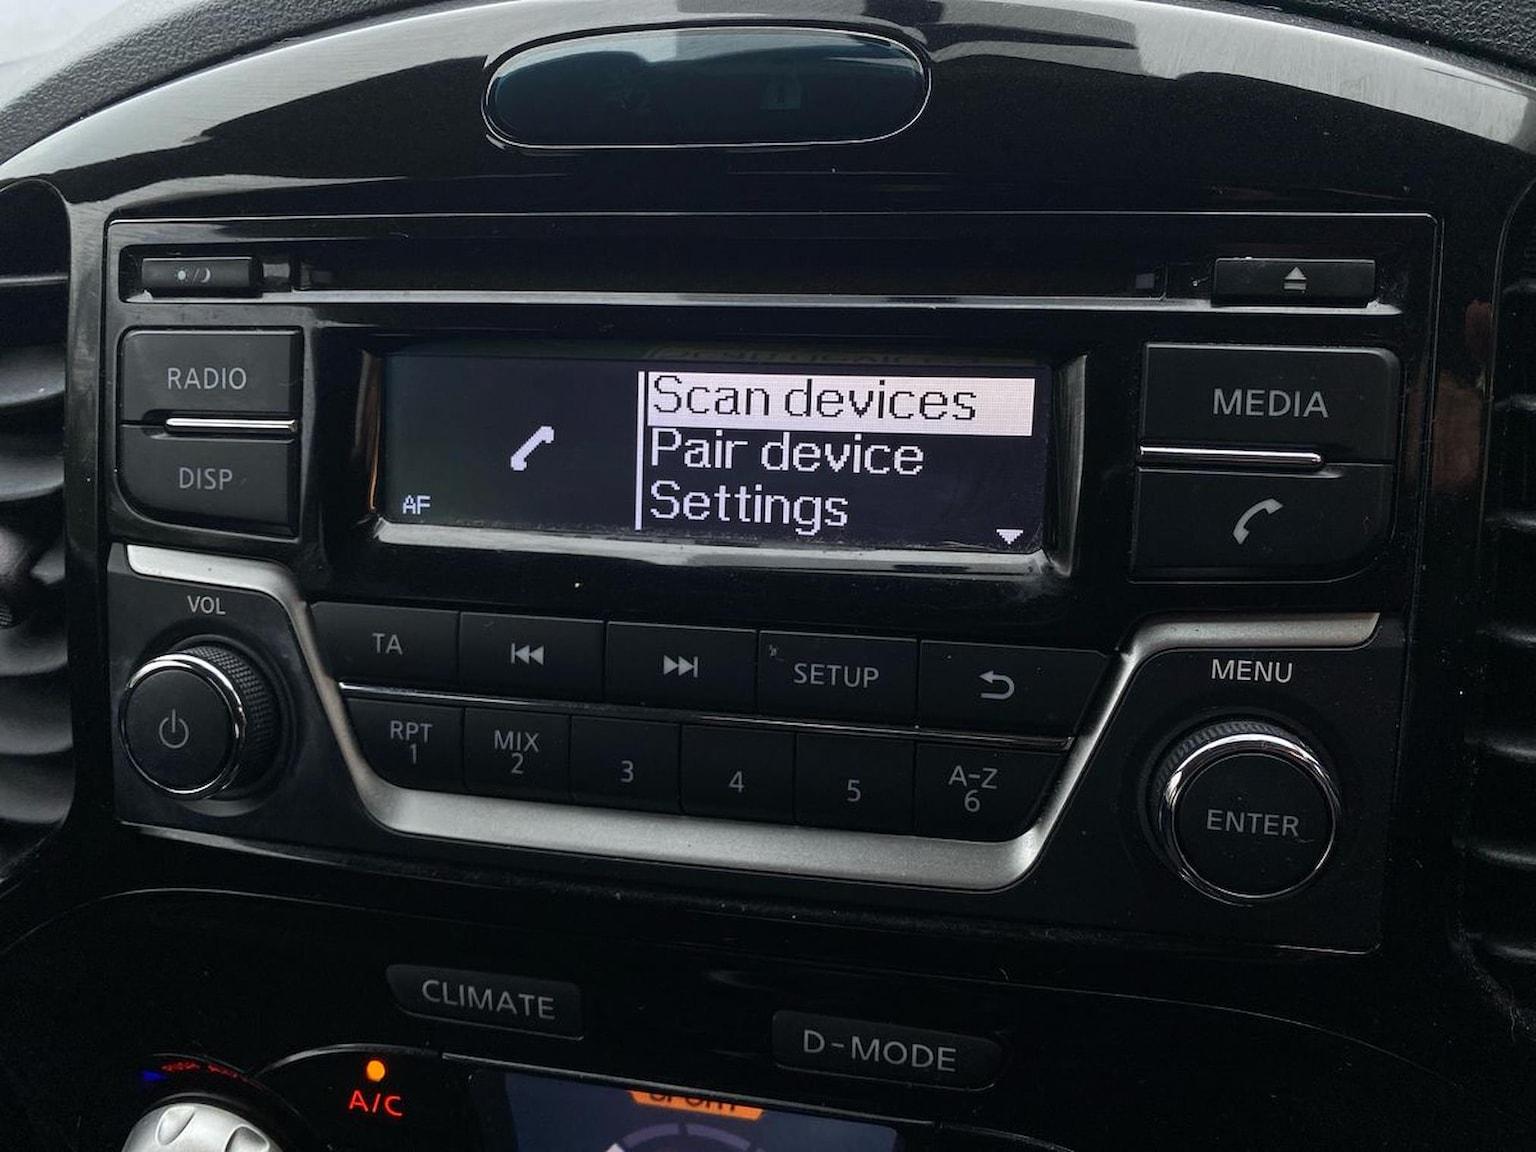 RADIO
DISP
Scan devices
Pair device
Settings
AF
MEDIA
VOL
TA
SETUP
MENU
RPT
1
MIX
2
3
4
5
A-Z
6
ENTER
CLIMATE
D-MODE
A/C